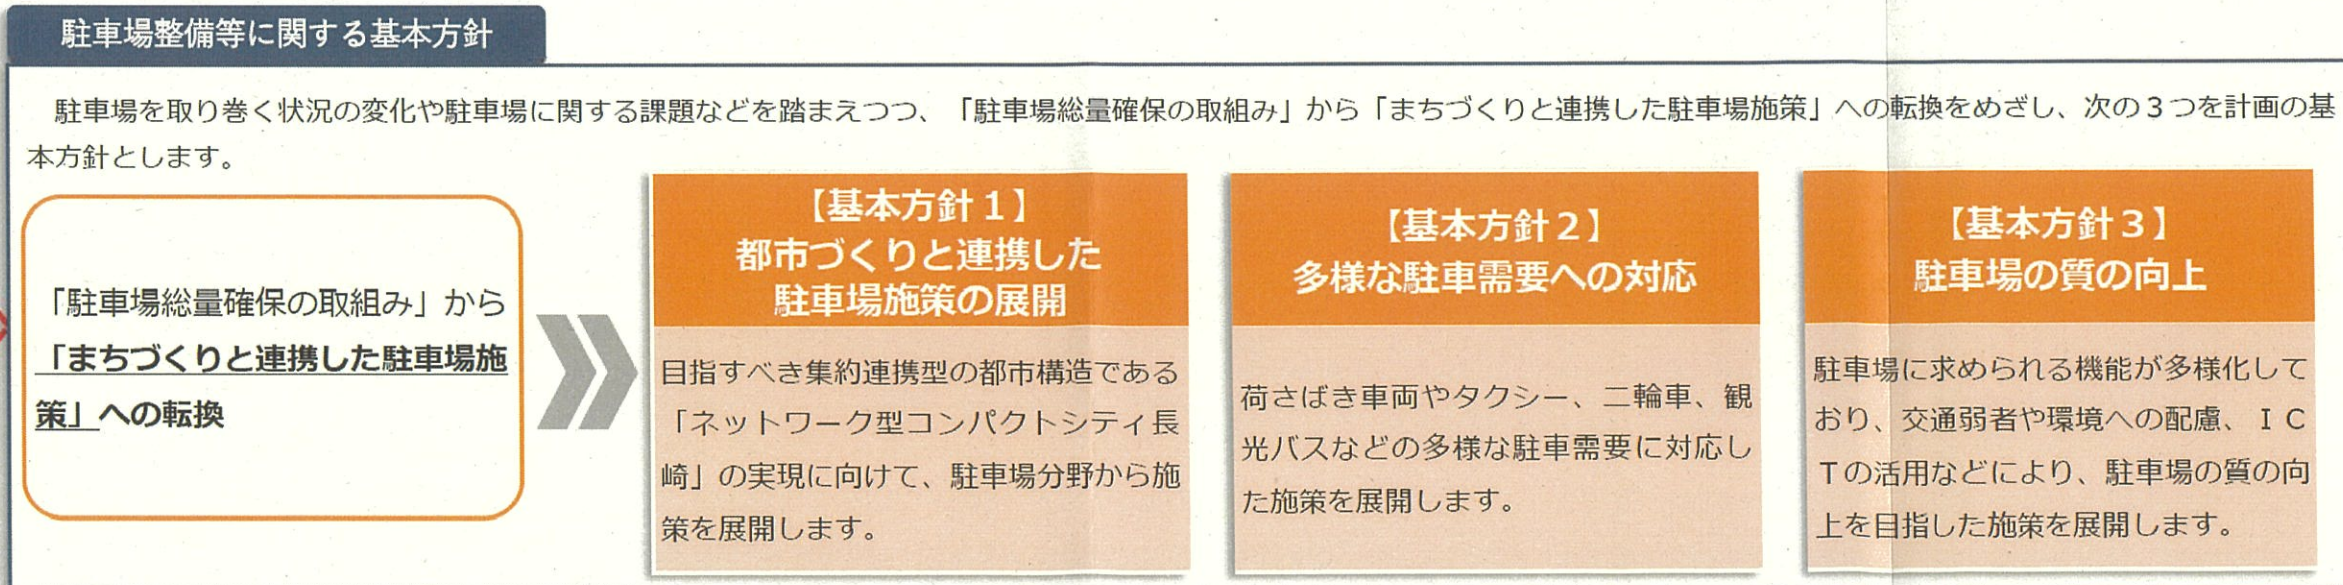 駐車場整備等に関する基本方針
駐車場を取り巻く状況の変化や駐車場に関する課題などを踏まえつつ、「駐車場総量確保の取組み」から「まちづくりと連携した駐車場施策」への転換をめざし、次の３つを計画の基
本方針とします。
「駐車場総量確保の取組み」から
「まちづくりと連携した駐車場施
策」への転換
【基本方針１】
都市づくりと連携した
駐車場施策の展開
目指すべき集約連携型の都市構造である
「ネットワーク型コンパクトシティ長
崎」の実現に向けて、駐車場分野から施
策を展開します。
【基本方針２】
多様な駐車需要への対応
荷さばき車両やタクシー、二輪車、観
光バスなどの多様な駐車需要に対応し
た施策を展開します。
【基本方針３】
駐車場の質の向上
駐車場に求められる機能が多様化して
おり、交通弱者や環境への配慮、ＩＣ
Ｔの活用などにより、駐車場の質の向
上を目指した施策を展開します。